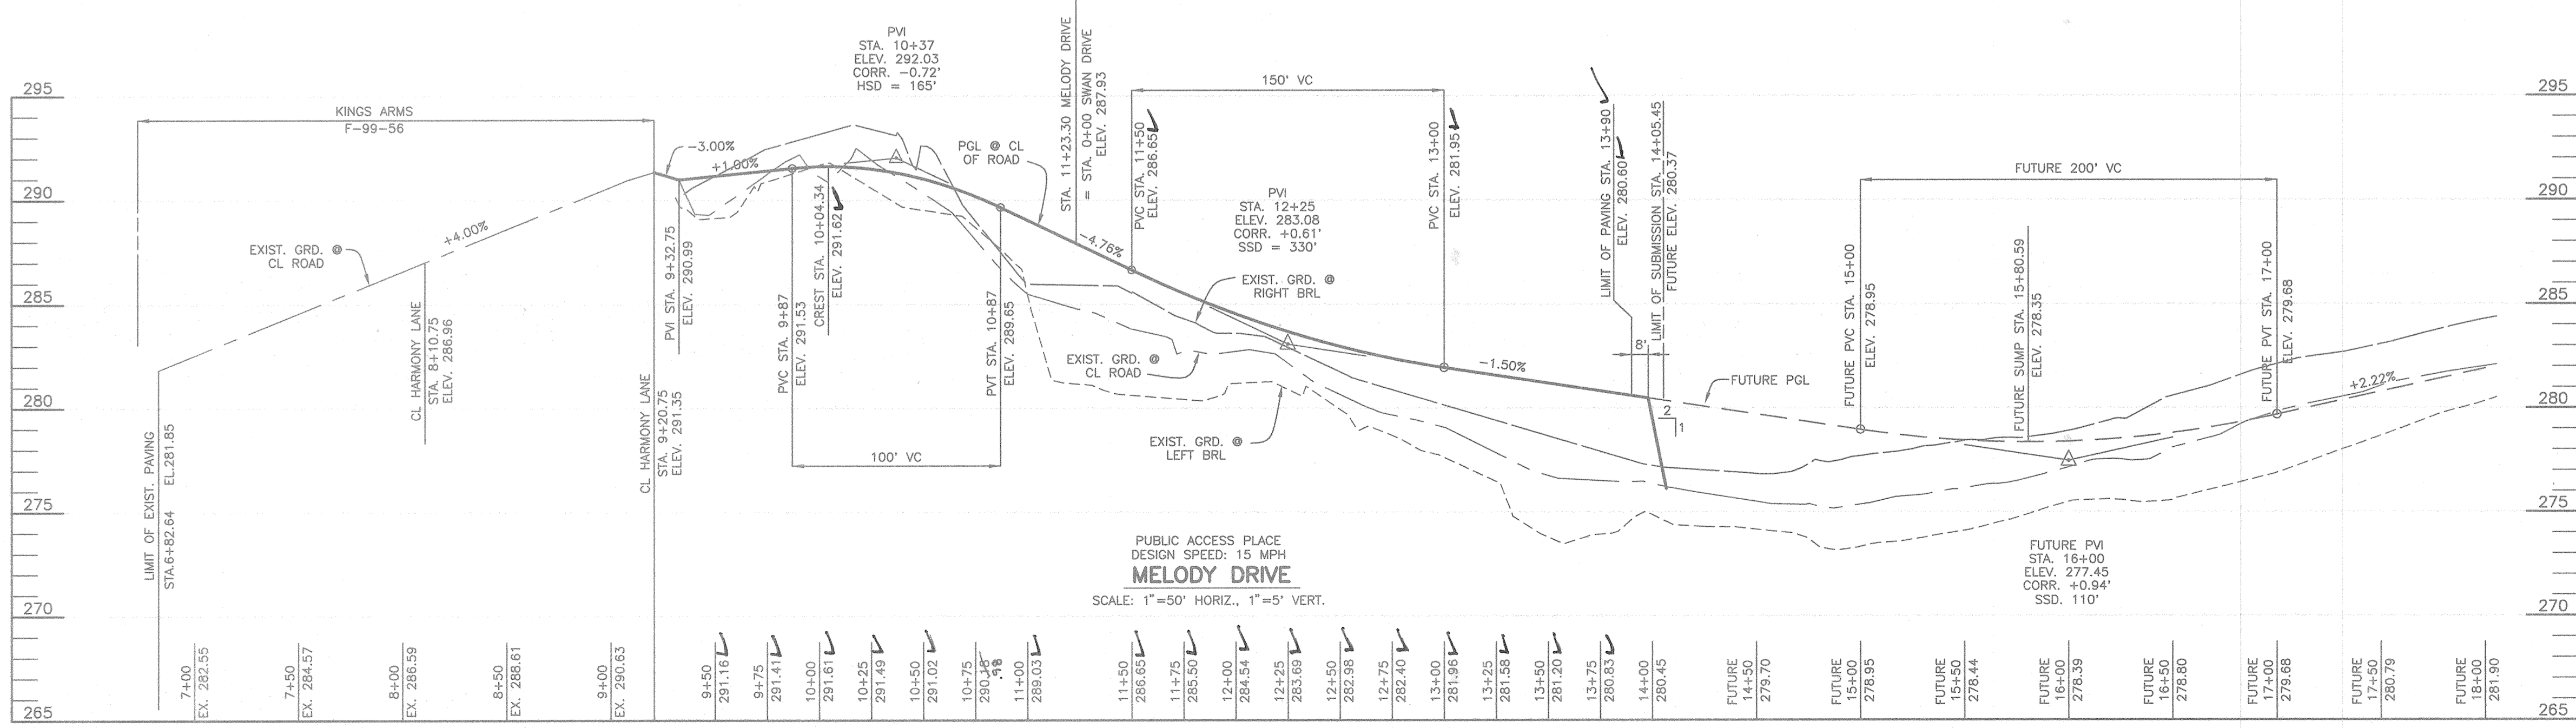 PVI
STA. 10+37
ELEV. 292.03
CORR. -0.72'
HSD = 165'
STA. 11+23.30 MELODY DRIVE
= STA. 0+00 SWAN DRIVE
ELEV. 287.93
150' VC
295
295
KINGS ARMS
F-99-56
-3.00%
+1.00%
PGL @ CL
OF ROAD
PVC STA. 11+50
ELEV. 286.65
PVC STA. 13+00
ELEV. 281.95
LIMIT OF PAVING STA. 13+90
ELEV. 280.60
LIMIT OF SUBMISSION STA. 14+05.45
FUTURE ELEV. 280.37
FUTURE 200' VC
290
290
PVI
STA. 12+25
ELEV. 283.08
CORR. +0.61'
SSD = 330'
+4.00%
EXIST. GRD. @
CL ROAD
CL HARMONY LANE
STA. 8+10.75
ELEV. 286.96
PVI STA. 9+32.75
ELEV. 290.99
CREST STA. 10+04.34
ELEV. 291.62
PVC STA. 9+87
ELEV. 291.53
PVT STA. 10+87
ELEV. 289.65
-4.76%
EXIST. GRD. @
RIGHT BRL
FUTURE PVC STA. 15+00
ELEV. 278.95
FUTURE SUMP STA. 15+80.59
ELEV. 278.35
FUTURE PVT STA. 17+00
ELEV. 279.68
285
285
8'
EXIST. GRD. @
CL ROAD
-1.50%
FUTURE PGL
+2.22%
280
280
2
1
LIMIT OF EXIST. PAVING
STA.6+82.64 EL.281.85
CL HARMONY LANE
STA. 9+20.75
ELEV. 291.35
100' VC
EXIST. GRD. @
LEFT BRL
275
275
PUBLIC ACCESS PLACE
DESIGN SPEED: 15 MPH
MELODY DRIVE
SCALE: 1"=50' HORIZ., 1"=5' VERT.
FUTURE PVI
STA. 16+00
ELEV. 277.45
CORR. +0.94'
SSD. 110'
270
270
7+00
EX. 282.55
7+50
EX. 284.57
8+00
EX. 286.59
8+50
EX. 288.61
9+00
EX. 290.63
9+50
291.16
9+75
291.41
10+00
291.61
10+25
291.49
10+50
291.02
10+75
290.18
.98
11+00
289.03
11+50
286.65
11+75
285.50
12+00
284.54
12+25
283.69
12+50
282.98
12+75
282.40
13+00
281.96
13+25
281.58
13+50
281.20
13+75
280.83
14+00
280.45
FUTURE
14+50
279.70
FUTURE
15+00
278.95
FUTURE
15+50
278.44
FUTURE
16+00
278.39
FUTURE
16+50
278.80
FUTURE
17+00
279.68
FUTURE
17+50
280.79
FUTURE
18+00
281.90
265
265